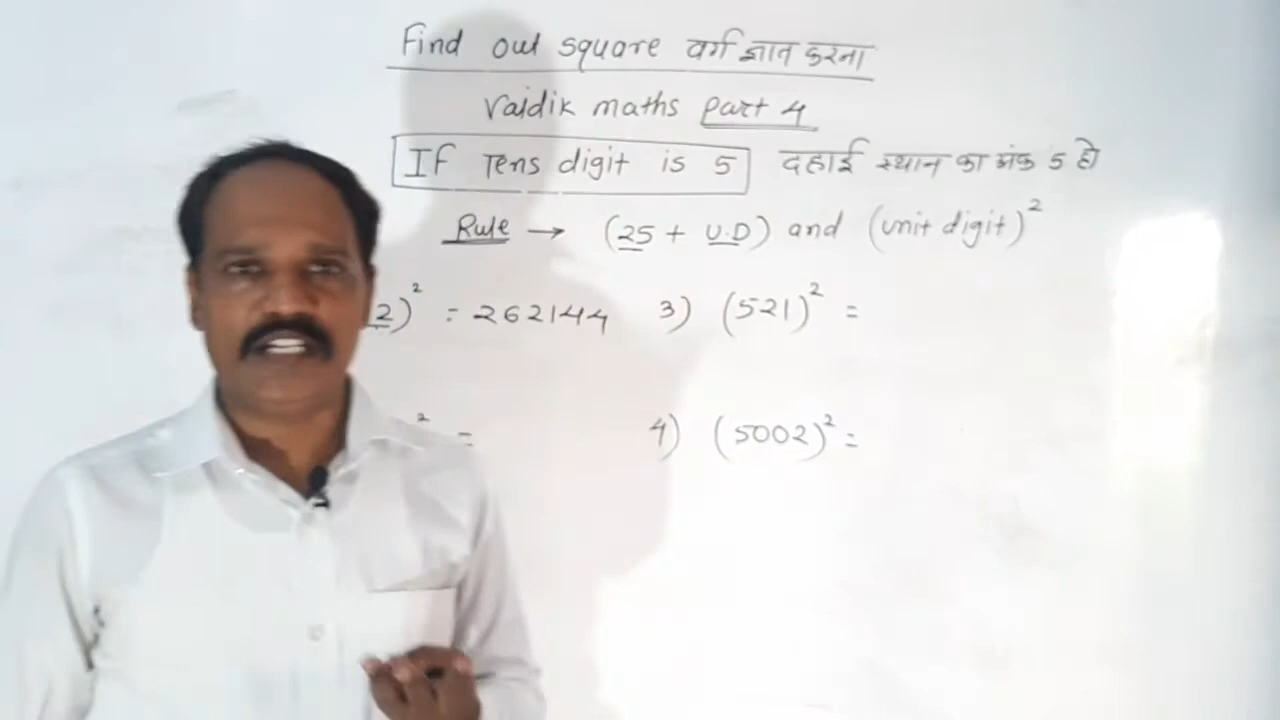 Find out square वर्ग ज्ञात करना
Vaidik maths Part 4
If Tens digit is 5 दहाई स्थान का अंक 5 हो
Rule → (25 + U.D) and (unit digit)²
2)² = 262144 3) (521)² =
² = 4) (5002)² =